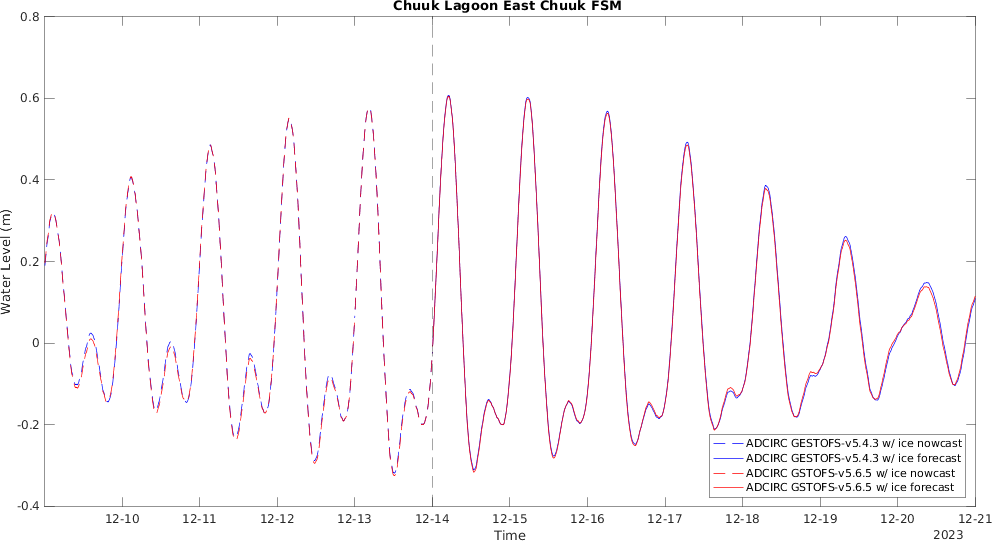 Chuuk Lagoon East Chuuk FSM
0.8
0.6
0.4
0.2
0
-0.2
-0.4
Water Level (m)
ADCIRC GESTOFS-v5.4.3 w/ ice nowcast
ADCIRC GESTOFS-v5.4.3 w/ ice forecast
ADCIRC GSTOFS-v5.6.5 w/ ice nowcast
ADCIRC GSTOFS-v5.6.5 w/ ice forecast
12-10 12-11 12-12 12-13 12-14 12-15 12-16 12-17 12-18 12-19 12-20 12-21
Time
2023